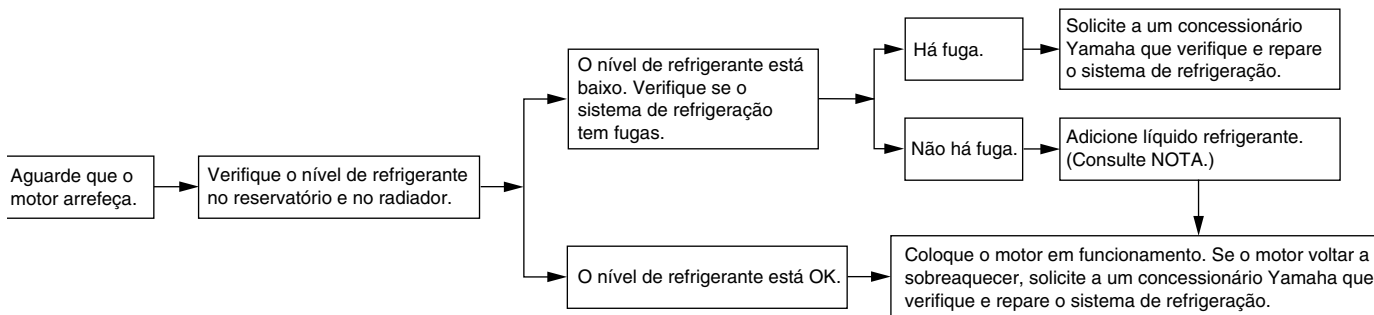 Aguarde que o
motor arrefeça.
Verifique o nível de refrigerante
no reservatório e no radiador.
O nível de refrigerante está
baixo. Verifique se o
sistema de refrigeração
tem fugas.
Há fuga.
Solicite a um concessionário
Yamaha que verifique e repare
o sistema de refrigeração.
Não há fuga.
Adicione líquido refrigerante.
(Consulte NOTA.)
O nível de refrigerante está OK.
Coloque o motor em funcionamento. Se o motor voltar a
sobreaquecer, solicite a um concessionário Yamaha que
verifique e repare o sistema de refrigeração.